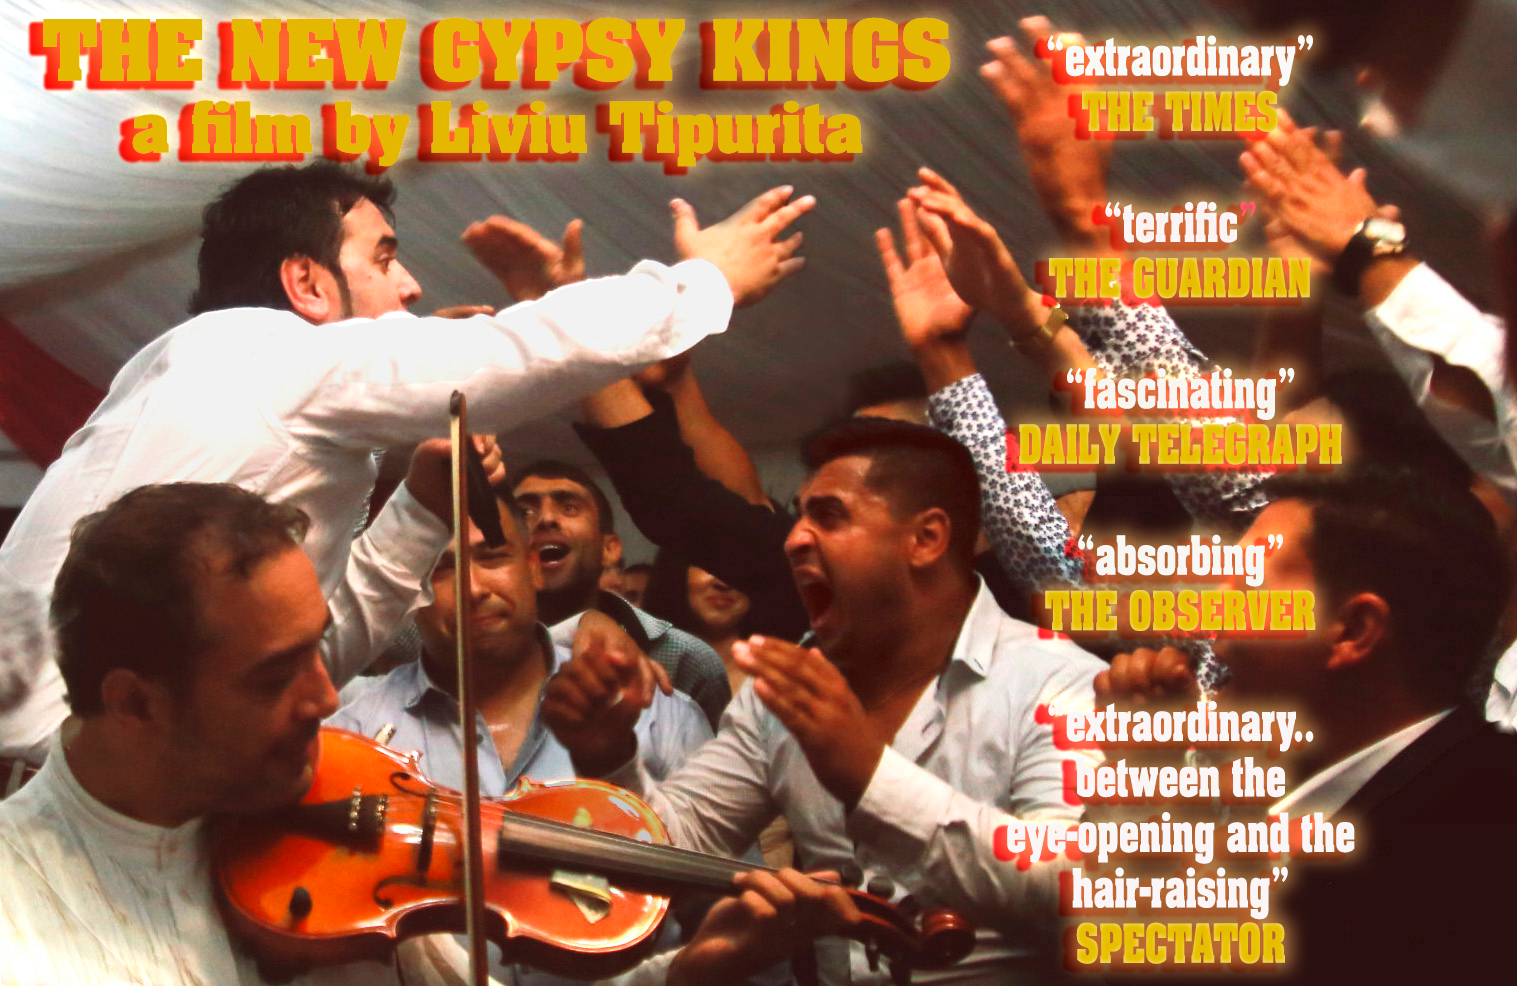 THE NEW GYPSY KINGS
a film by Liviu Tipurita
“extraordinary”
THE TIMES
“terrific”
THE GUARDIAN
“fascinating”
DAILY TELEGRAPH
“absorbing”
THE OBSERVER
“extraordinary..
between the
eye-opening and the
hair-raising”
SPECTATOR